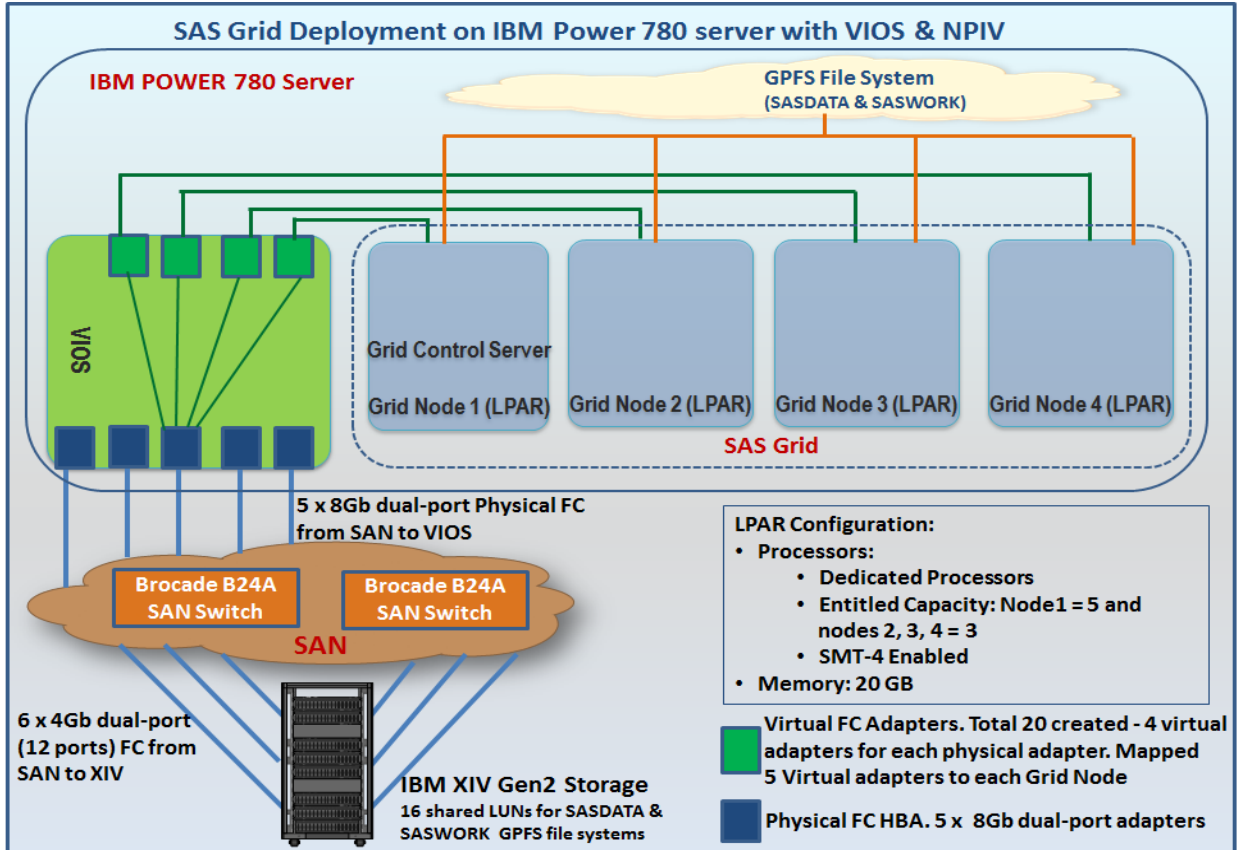 SAS Grid Deployment on IBM Power 780 server with VIOS & NPIV
IBM POWER 780 Server
GPFS File System
(SASDATA & SASWORK)
VIOS
Grid Control Server
Grid Node 1 (LPAR)
Grid Node 2 (LPAR)
Grid Node 3 (LPAR)
Grid Node 4 (LPAR)
SAS Grid
5 x 8Gb dual-port Physical FC
from SAN to VIOS
Brocade B24A
SAN Switch
Brocade B24A
SAN Switch
SAN
6 x 4Gb dual-port
(12 ports) FC from
SAN to XIV
IBM XIV Gen2 Storage
16 shared LUNs for SASDATA &
SASWORK GPFS file systems
LPAR Configuration:
• Processors:
• Dedicated Processors
• Entitled Capacity: Node1 = 5 and
nodes 2, 3, 4 = 3
• SMT-4 Enabled
• Memory: 20 GB
Virtual FC Adapters. Total 20 created - 4 virtual
adapters for each physical adapter. Mapped
5 Virtual adapters to each Grid Node
Physical FC HBA. 5 x 8Gb dual-port adapters